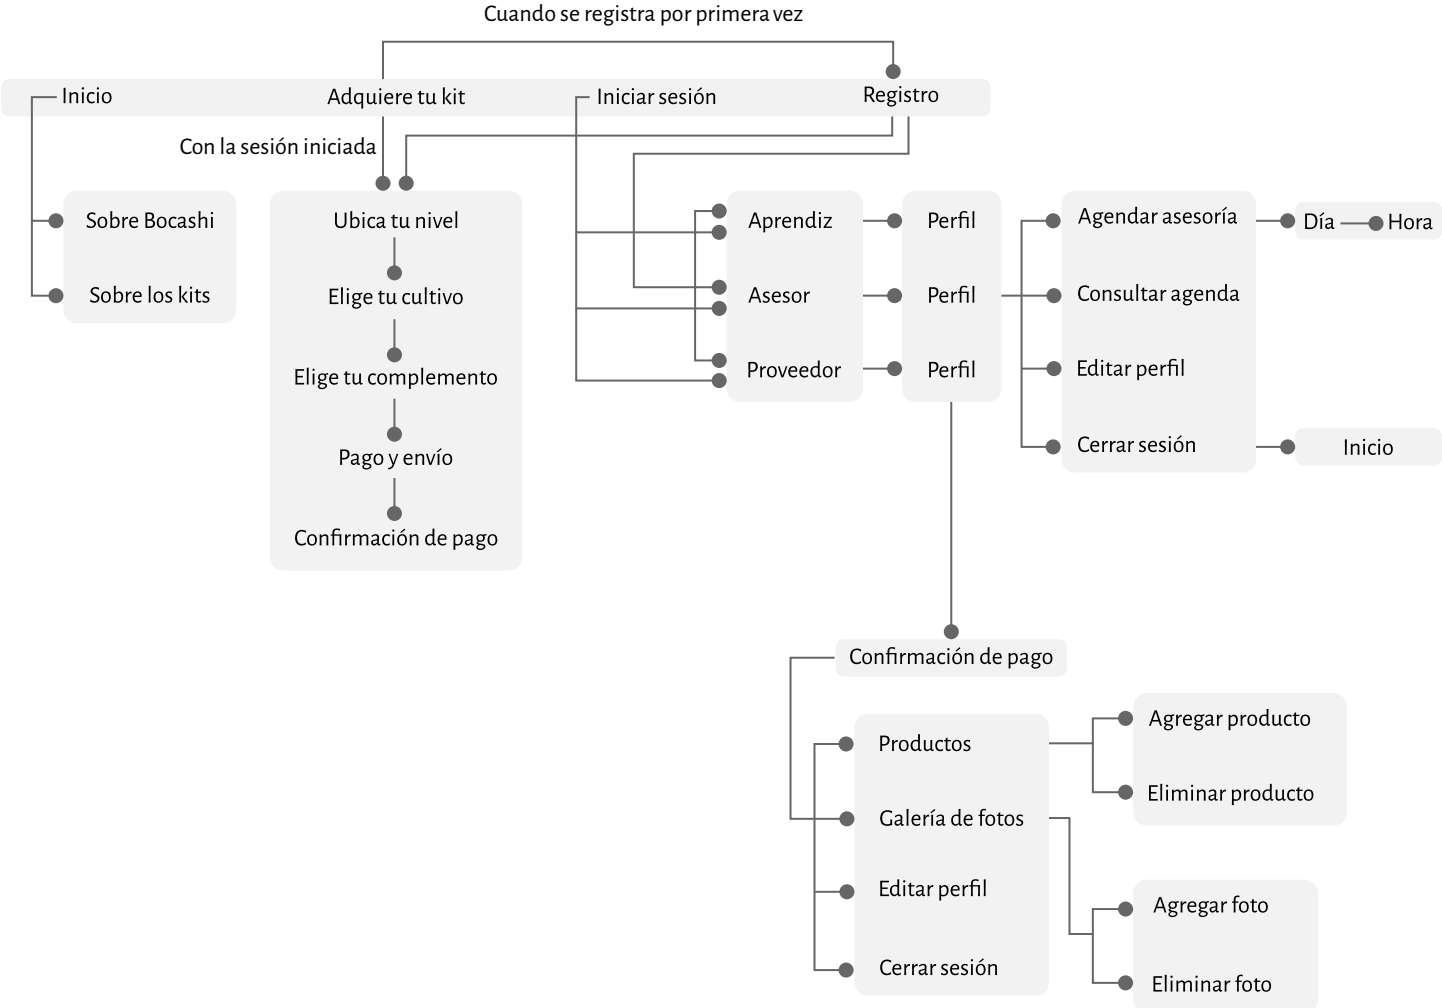 Cuando se registra por primera vez
Inicio
Adquiere tu kit
Iniciar sesión
Registro
Con la sesión iniciada
Sobre Bocashi
Sobre los kits
Ubica tu nivel
Elige tu cultivo
Elige tu complemento
Pago y envío
Confirmación de pago
Aprendiz
Asesor
Proveedor
Perfil
Perfil
Perfil
Agendar asesoría
Consultar agenda
Editar perfil
Cerrar sesión
Día
Hora
Inicio
Confirmación de pago
Productos
Galería de fotos
Editar perfil
Cerrar sesión
Agregar producto
Eliminar producto
Agregar foto
Eliminar foto